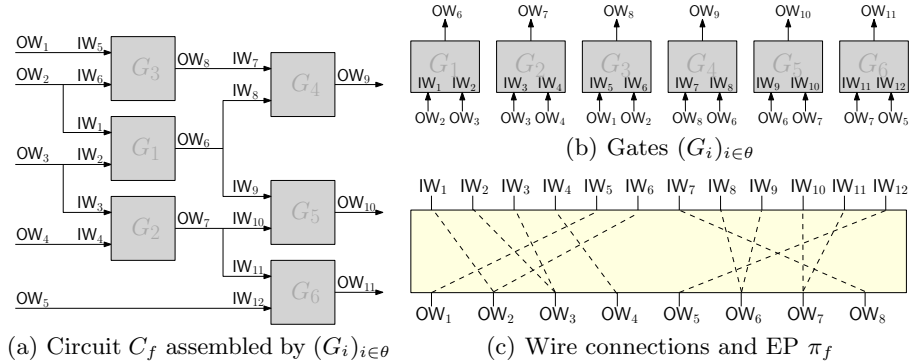 OW₁ IW₅ G₃ OW₈ IW₇ G₄ OW₉
OW₂ IW₆ IW₈
IW₁ G₁ OW₆
OW₃ IW₂ IW₉ G₅ OW₁₀
IW₃ G₂ OW₇ IW₁₀
OW₄ IW₄ IW₁₁ G₆ OW₁₁
OW₅ IW₁₂
(a) Circuit C_f assembled by (G_i)_{i∈θ}
OW₆ OW₇ OW₈ OW₉ OW₁₀ OW₁₁
G₁ G₂ G₃ G₄ G₅ G₆
IW₁ IW₂ IW₃ IW₄ IW₅ IW₆ IW₇ IW₈ IW₉ IW₁₀ IW₁₁ IW₁₂
OW₂ OW₃ OW₃ OW₄ OW₁ OW₂ OW₈ OW₆ OW₆ OW₇ OW₇ OW₅
(b) Gates (G_i)_{i∈θ}
IW₁ IW₂ IW₃ IW₄ IW₅ IW₆ IW₇ IW₈ IW₉ IW₁₀ IW₁₁ IW₁₂
OW₁ OW₂ OW₃ OW₄ OW₅ OW₆ OW₇ OW₈
(c) Wire connections and EP π_f